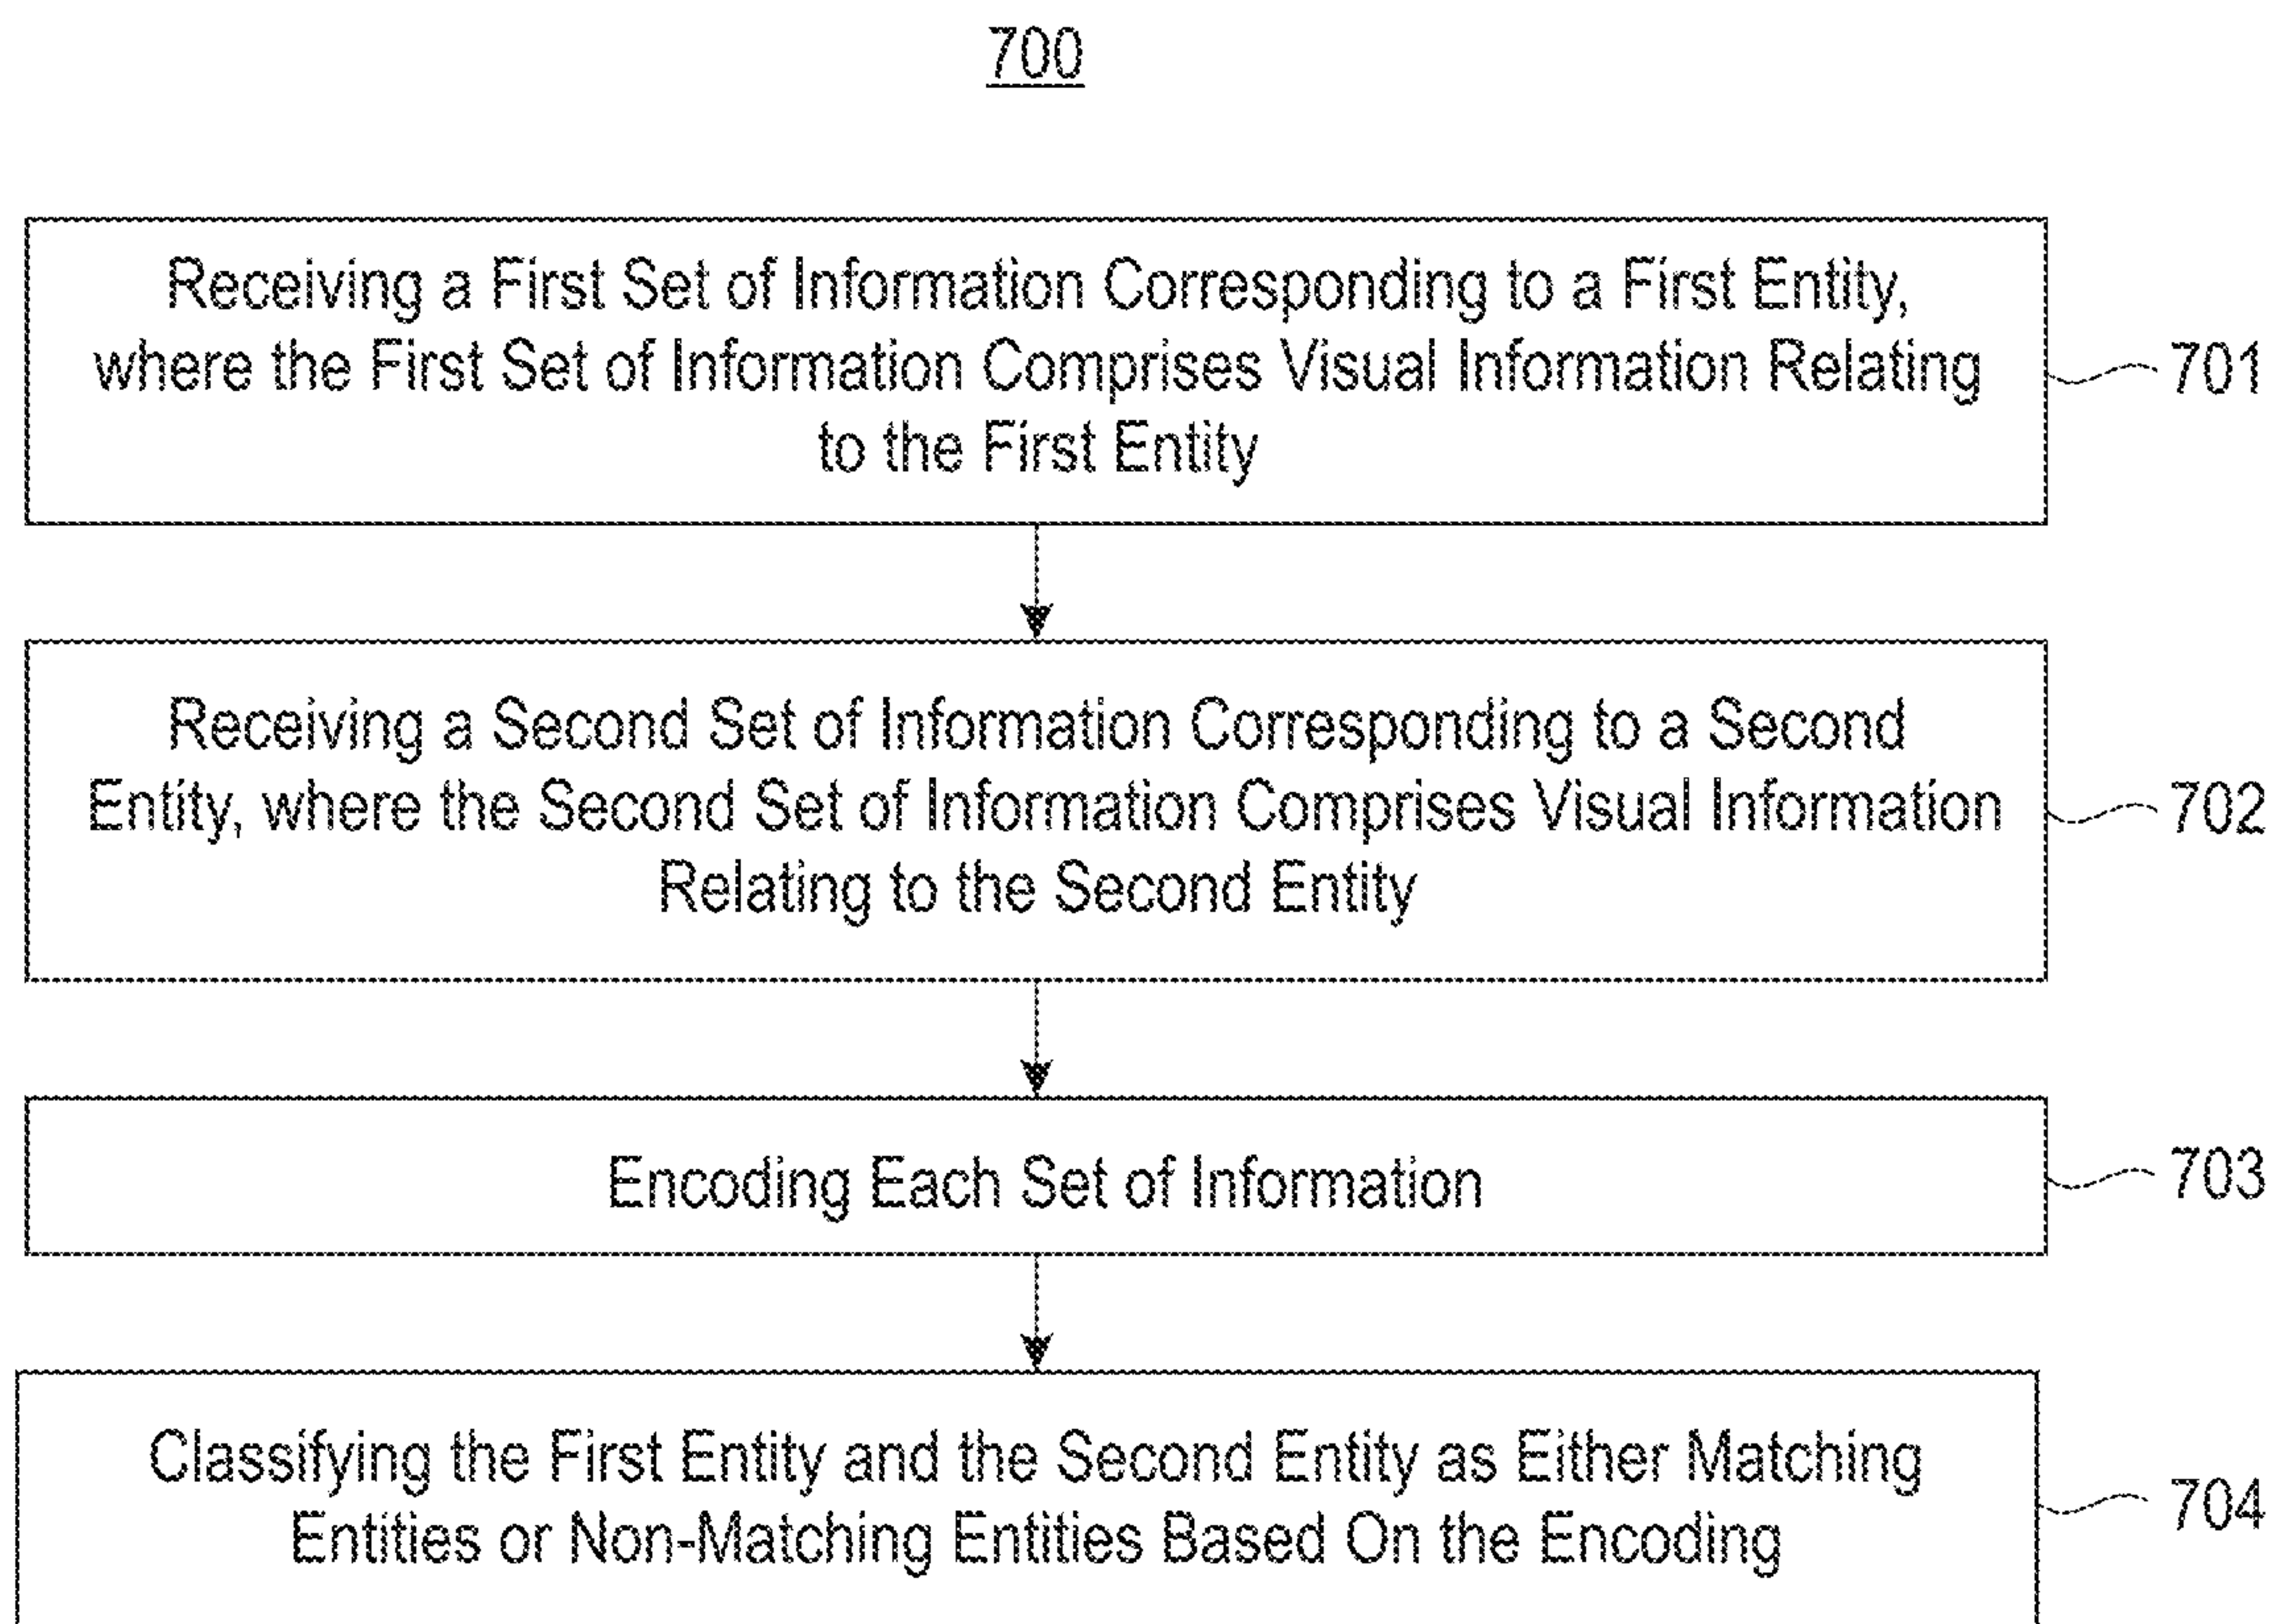 700
Receiving a First Set of Information Corresponding to a First Entity,
where the First Set of Information Comprises Visual Information Relating
to the First Entity
701
Receiving a Second Set of Information Corresponding to a Second
Entity, where the Second Set of Information Comprises Visual Information
Relating to the Second Entity
702
Encoding Each Set of Information
703
Classifying the First Entity and the Second Entity as Either Matching
Entities or Non-Matching Entities Based On the Encoding
704